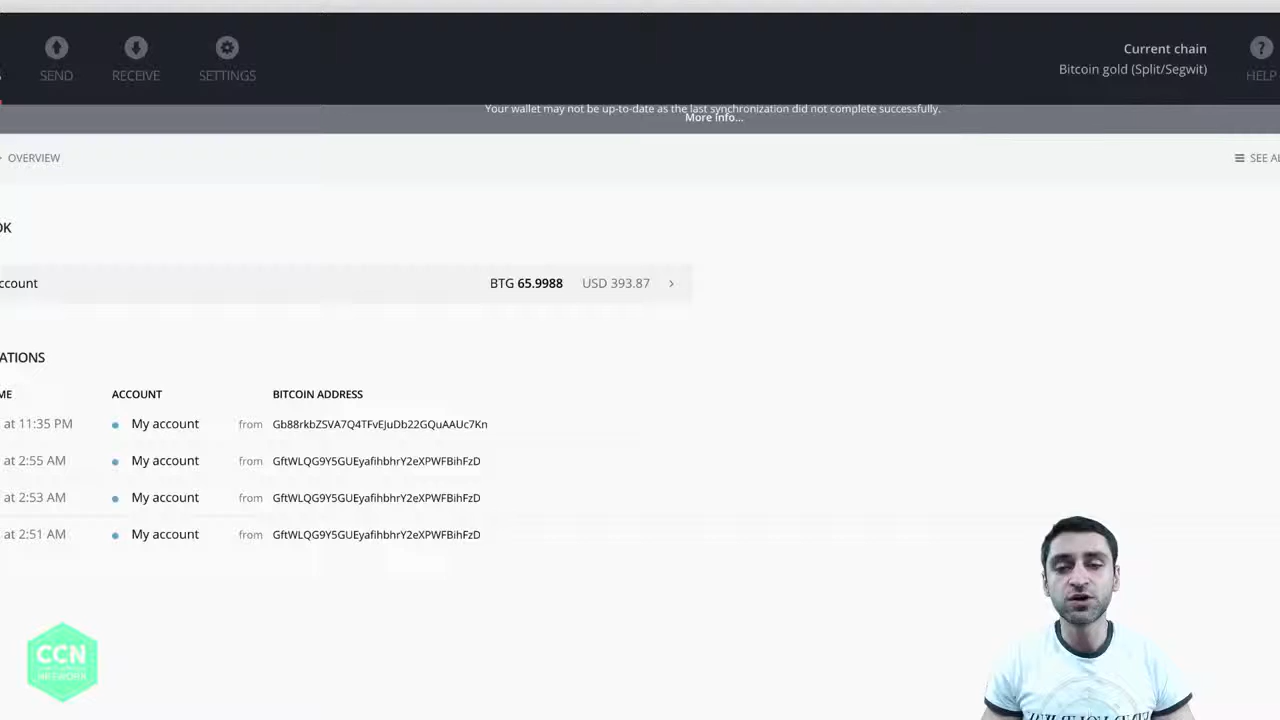 SEND
RECEIVE
SETTINGS
Current chain
Bitcoin gold (Split/Segwit)
HELP
Your wallet may not be up-to-date as the last synchronization did not complete successfully.
More info...
OVERVIEW
SEE AL
OK
ccount BTG 65.9988 USD 393.87
ATIONS
ME ACCOUNT BITCOIN ADDRESS
at 11:35 PM My account from Gb88rkbZSVA7Q4TFvEJuDb22GQuAAUc7Kn
at 2:55 AM My account from GftWLQG9Y5GUEyafihbhrY2eXPWFBihFzD
at 2:53 AM My account from GftWLQG9Y5GUEyafihbhrY2eXPWFBihFzD
at 2:51 AM My account from GftWLQG9Y5GUEyafihbhrY2eXPWFBihFzD
CCN
NETWORK